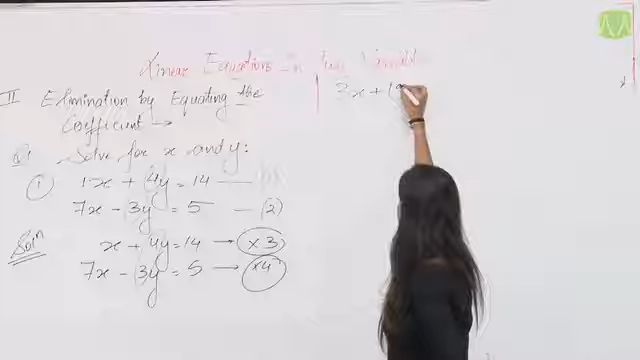 Linear Equations in two Variables
II Elimination by Equating the
Coefficient →
Q1 Solve for x and y:
① 1x + 4y = 14 —
7x - 3y = 5 — (2)
Soln x + 4y = 14 → ×3
7x - 3y = 5 → ×4
3x + 1